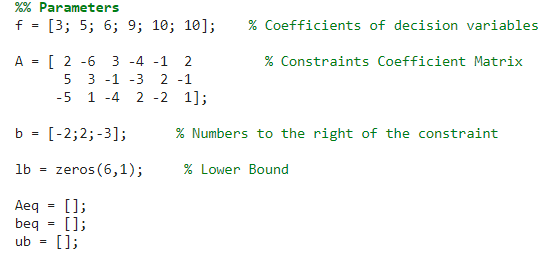 %% Parameters
f = [3; 5; 6; 9; 10; 10];    % Coefficients of decision variables
A = [ 2 -6  3 -4 -1  2        % Constraints Coefficient Matrix
5  3 -1 -3  2 -1
-5  1 -4  2 -2  1];
b = [-2;2;-3];      % Numbers to the right of the constraint
lb = zeros(6,1);     % Lower Bound
Aeq = [];
beq = [];
ub = [];